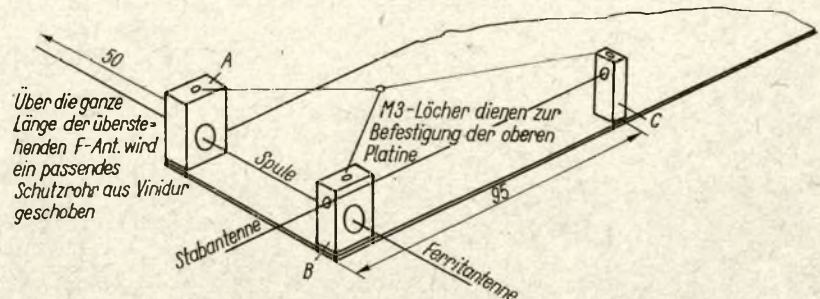 50
A
Über die ganze
Länge der überste=
henden F-Ant. wird
ein passendes
Schutzrohr aus Vinidur
geschoben
M3-Löcher dienen zur
Befestigung der oberen
Platine
C
Spule
95
Stabantenne
B
Ferritantenne